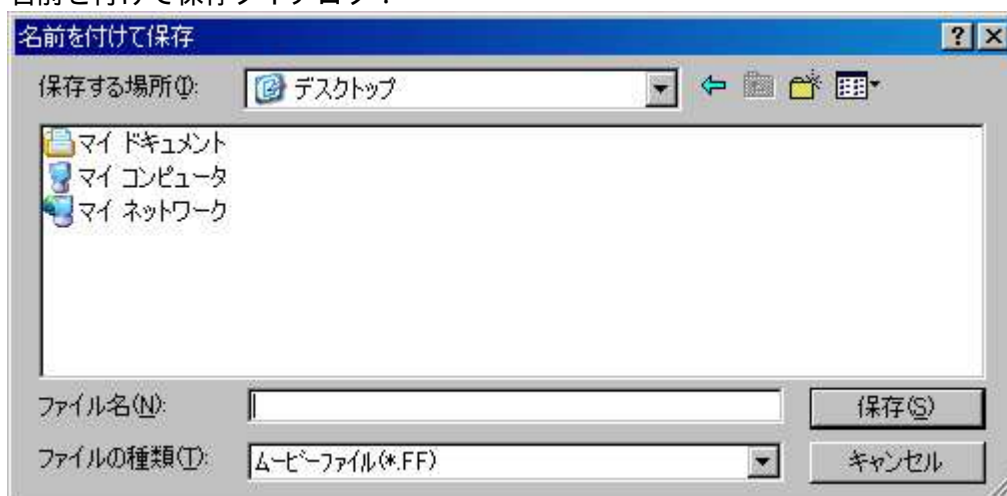 名前を付けて保存ダイアログ:
名前を付けて保存
保存する場所(I): デスクトップ
マイ ドキュメント
マイ コンピュータ
マイ ネットワーク
ファイル名(N): 保存(S)
ファイルの種類(T): ムービーファイル(*.FF) キャンセル